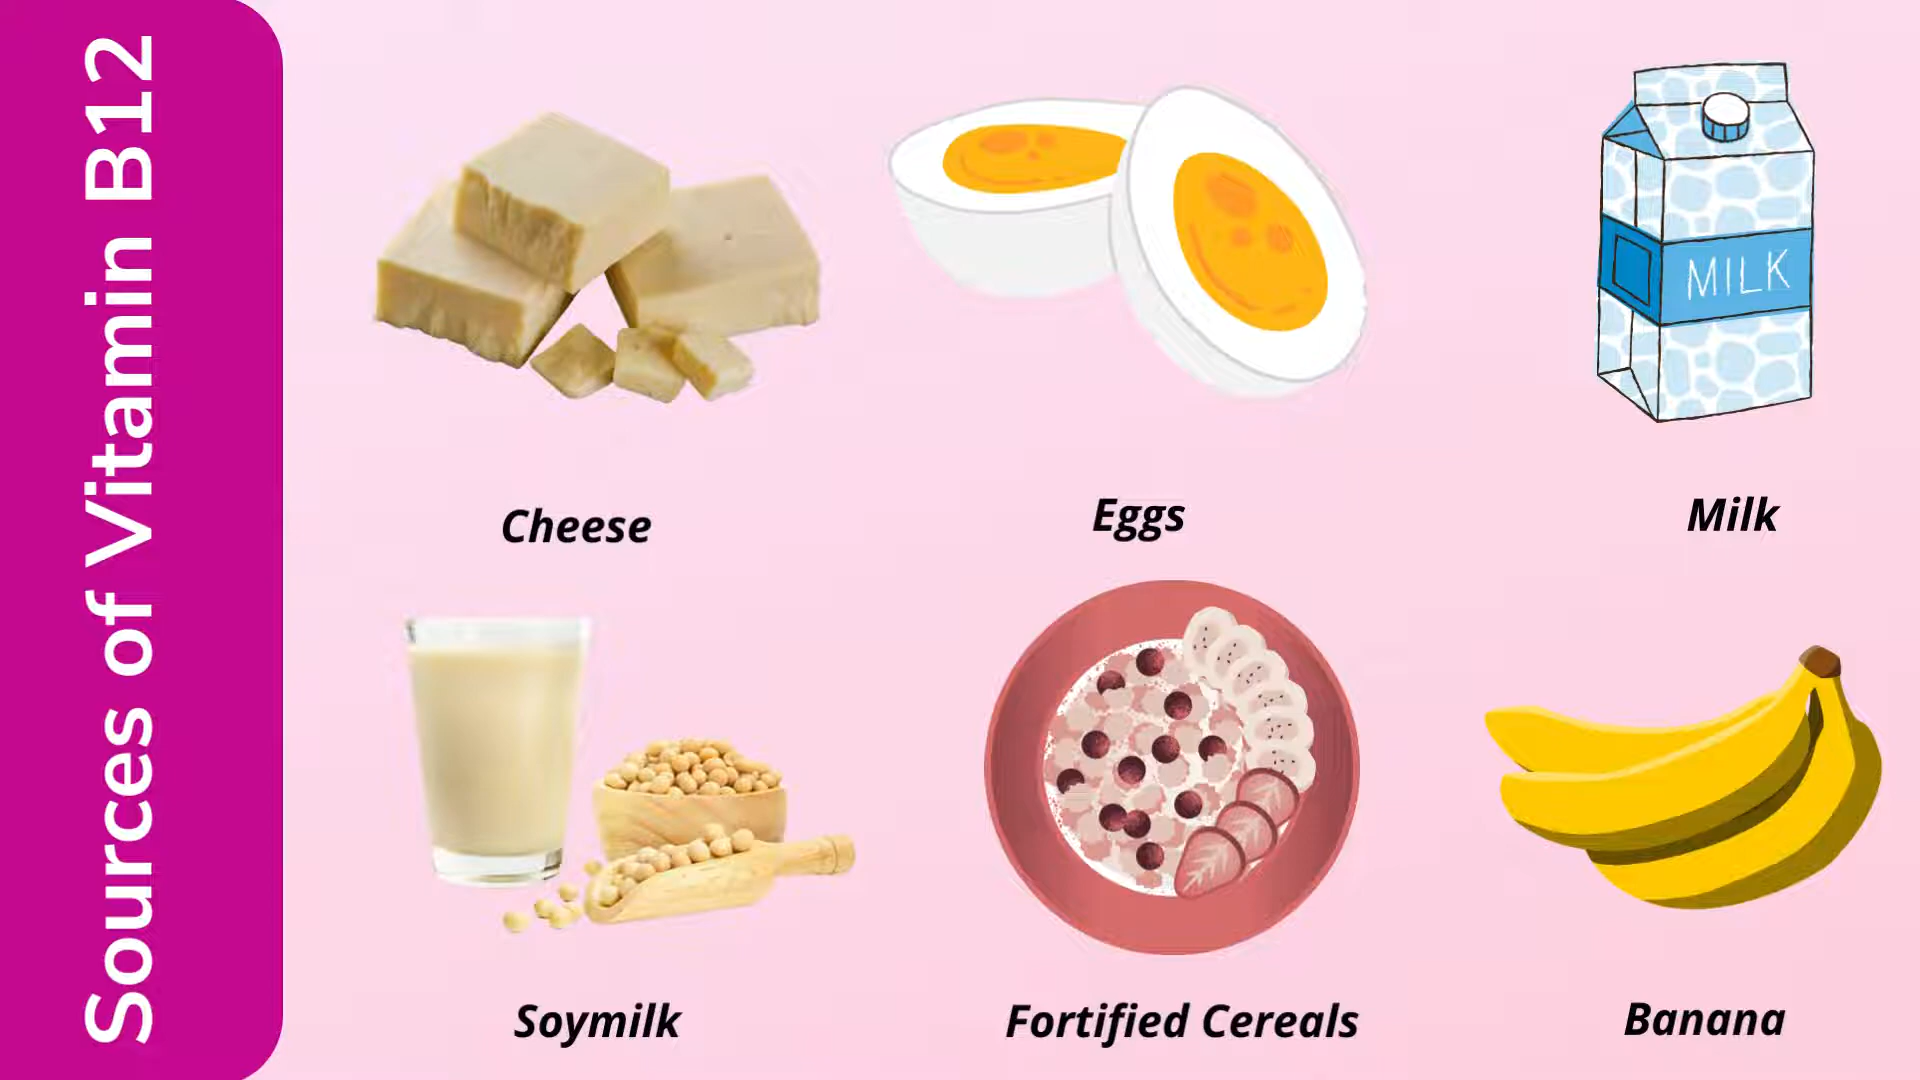 Sources of Vitamin B12
MILK
Cheese
Eggs
Milk
Soymilk
Fortified Cereals
Banana